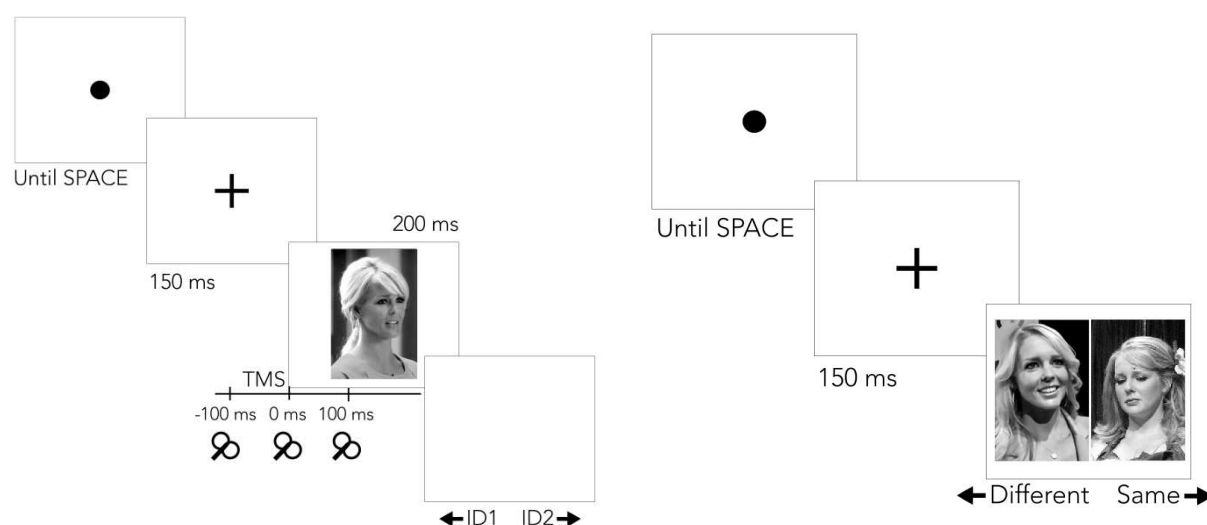 Until SPACE
150 ms
200 ms
TMS
-100 ms 0 ms 100 ms
ID1 ID2
Until SPACE
150 ms
Different Same